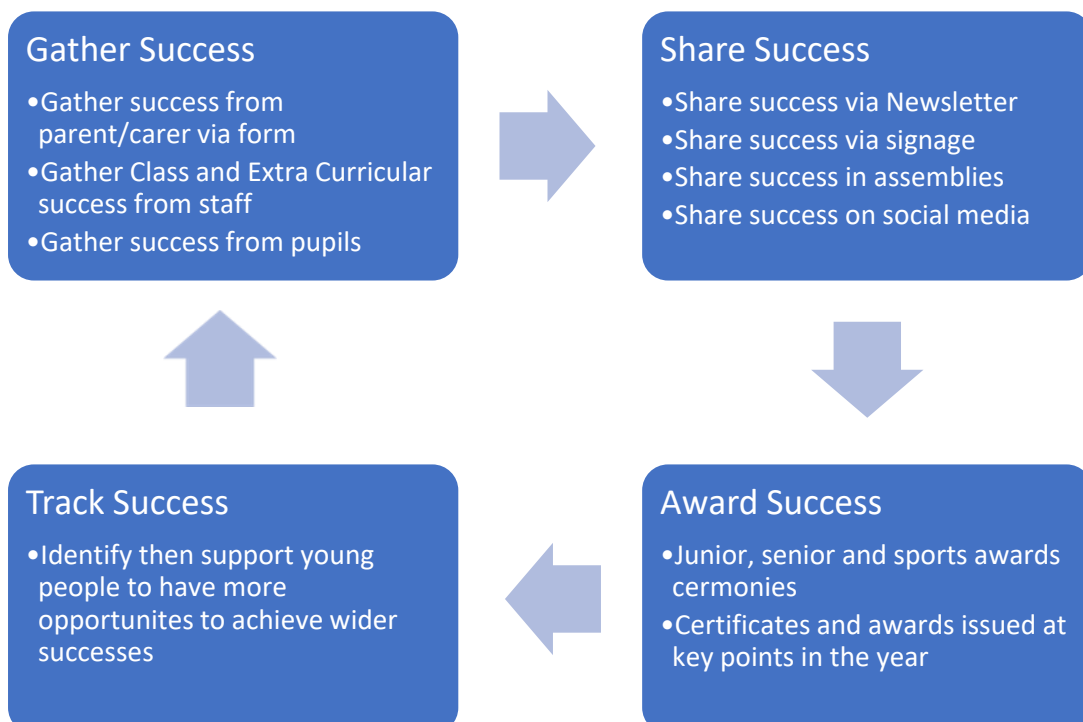 Gather Success
•Gather success from
parent/carer via form
•Gather Class and Extra Curricular
success from staff
•Gather success from pupils
Share Success
•Share success via Newsletter
•Share success via signage
•Share success in assemblies
•Share success on social media
Track Success
•Identify then support young
people to have more
opportunites to achieve wider
successes
Award Success
•Junior, senior and sports awards
cermonies
•Certificates and awards issued at
key points in the year